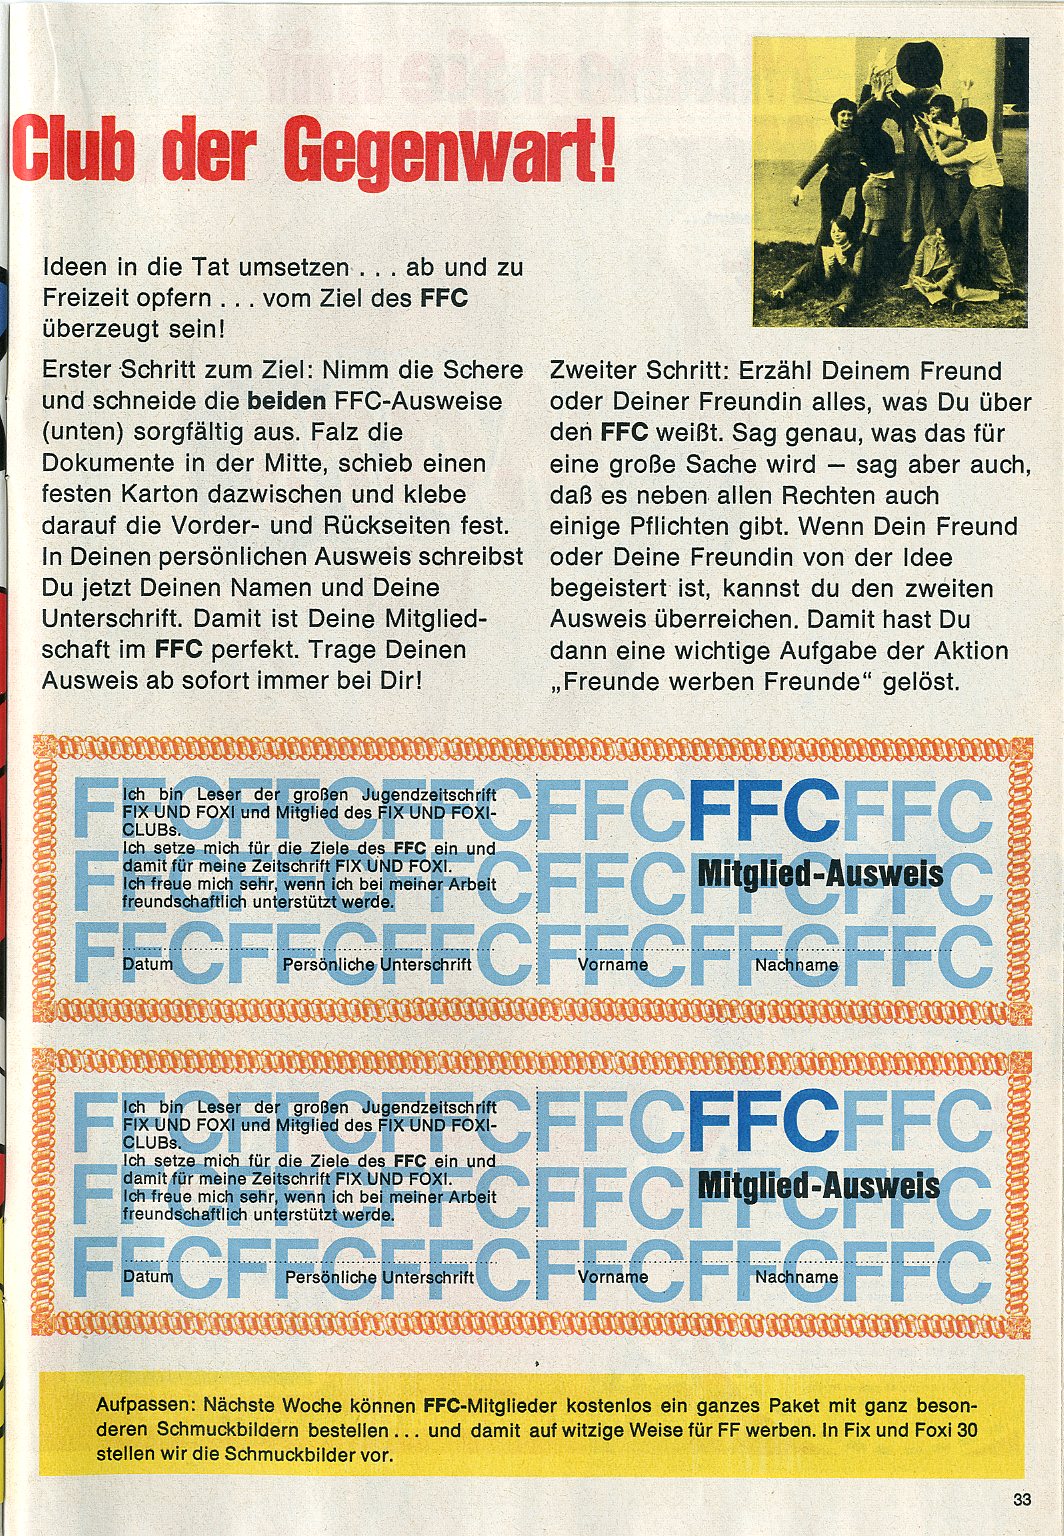 Club der Gegenwart!
Ideen in die Tat umsetzen . . . ab und zu
Freizeit opfern . . . vom Ziel des FFC
überzeugt sein!
Erster Schritt zum Ziel: Nimm die Schere
und schneide die beiden FFC-Ausweise
(unten) sorgfältig aus. Falz die
Dokumente in der Mitte, schieb einen
festen Karton dazwischen und klebe
darauf die Vorder- und Rückseiten fest.
In Deinen persönlichen Ausweis schreibst
Du jetzt Deinen Namen und Deine
Unterschrift. Damit ist Deine Mitglied-
schaft im FFC perfekt. Trage Deinen
Ausweis ab sofort immer bei Dir!
Zweiter Schritt: Erzähl Deinem Freund
oder Deiner Freundin alles, was Du über
den FFC weißt. Sag genau, was das für
eine große Sache wird — sag aber auch,
daß es neben allen Rechten auch
einige Pflichten gibt. Wenn Dein Freund
oder Deine Freundin von der Idee
begeistert ist, kannst du den zweiten
Ausweis überreichen. Damit hast Du
dann eine wichtige Aufgabe der Aktion
„Freunde werben Freunde“ gelöst.
FFCFFCFFC FFCFFCFFC
Ich bin Leser der großen Jugendzeitschrift
FIX UND FOXI und Mitglied des FIX UND FOXI-
CLUBs.
Ich setze mich für die Ziele des FFC ein und
damit für meine Zeitschrift FIX UND FOXI.
Ich freue mich sehr, wenn ich bei meiner Arbeit
freundschaftlich unterstützt werde.
FFCFFCFFC FFCFFCFFC
Mitglied-Ausweis
FFCFFCFFC FFCFFCFFC
Datum Persönliche Unterschrift Vorname Nachname
FFCFFCFFC FFCFFCFFC
Ich bin Leser der großen Jugendzeitschrift
FIX UND FOXI und Mitglied des FIX UND FOXI-
CLUBs.
Ich setze mich für die Ziele des FFC ein und
damit für meine Zeitschrift FIX UND FOXI.
Ich freue mich sehr, wenn ich bei meiner Arbeit
freundschaftlich unterstützt werde.
FFCFFCFFC FFCFFCFFC
Mitglied-Ausweis
FFCFFCFFC FFCFFCFFC
Datum Persönliche Unterschrift Vorname Nachname
Aufpassen: Nächste Woche können FFC-Mitglieder kostenlos ein ganzes Paket mit ganz beson-
deren Schmuckbildern bestellen . . . und damit auf witzige Weise für FF werben. In Fix und Foxi 30
stellen wir die Schmuckbilder vor.
33